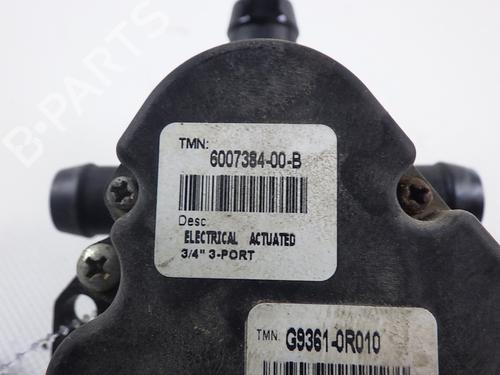 B-PARTS
TMN: 6007384-00-B
Desc
ELECTRICAL ACTUATED
3/4" 3-PORT
TMN: G9361-0R010